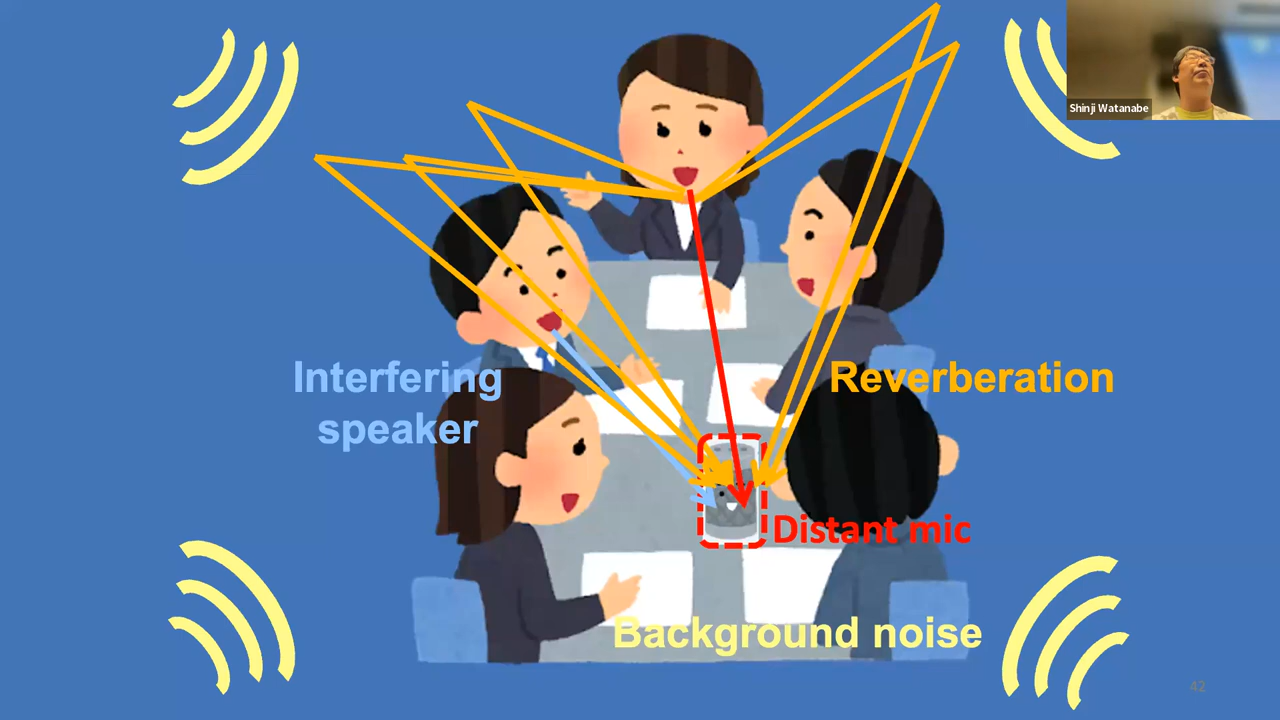 Shinji Watanabe
Interfering
speaker
Reverberation
Distant mic
Background noise
42